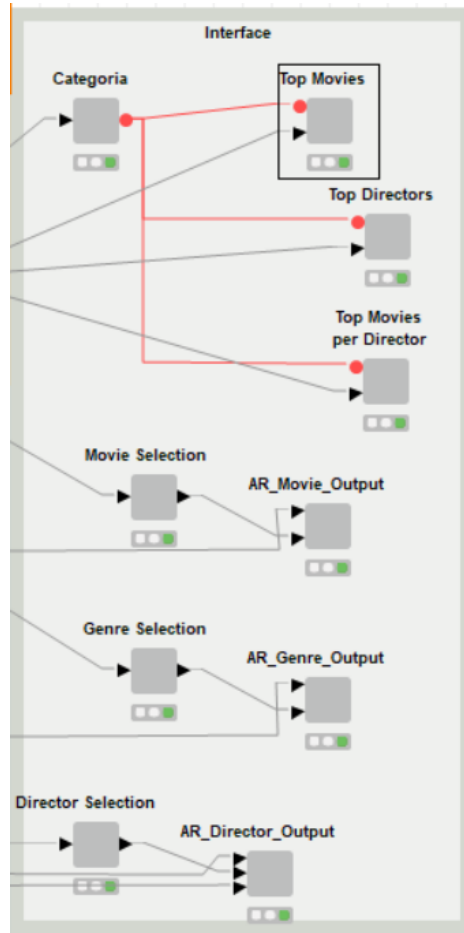 Interface
Categoria
Top Movies
Top Directors
Top Movies
per Director
Movie Selection
AR_Movie_Output
Genre Selection
AR_Genre_Output
Director Selection
AR_Director_Output